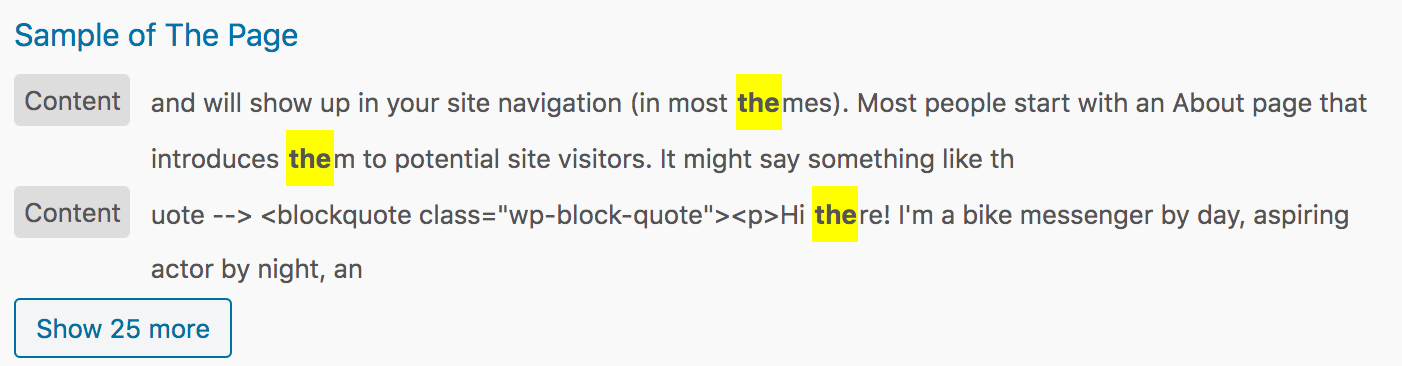 Sample of The Page
Content and will show up in your site navigation (in most themes). Most people start with an About page that
introduces them to potential site visitors. It might say something like th
Content uote --> <blockquote class="wp-block-quote"><p>Hi there! I'm a bike messenger by day, aspiring
actor by night, an
Show 25 more